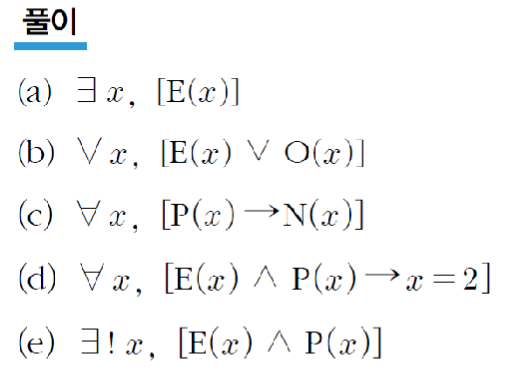 풀이
(a) ∃x, [E(x)]
(b) ∀x, [E(x) ∨ O(x)]
(c) ∀x, [P(x)→N(x)]
(d) ∀x, [E(x) ∧ P(x)→x=2]
(e) ∃!x, [E(x) ∧ P(x)]